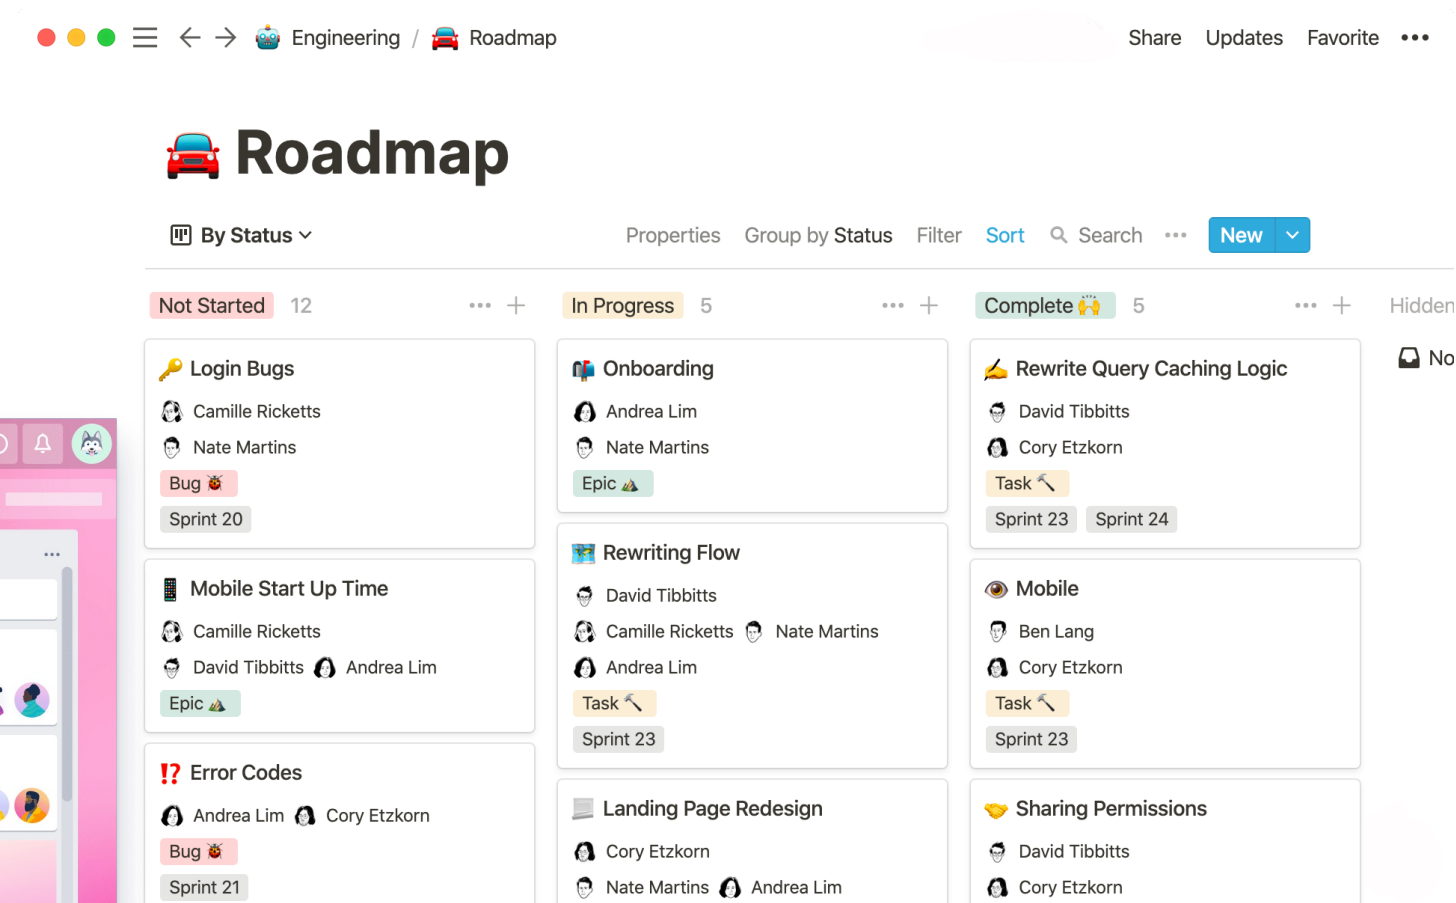 Engineering / Roadmap
Share Updates Favorite
Roadmap
By Status
Properties Group by Status Filter Sort Search New
Not Started 12
Login Bugs
Camille Ricketts
Nate Martins
Bug
Sprint 20
Mobile Start Up Time
Camille Ricketts
David Tibbitts Andrea Lim
Epic
Error Codes
Andrea Lim Cory Etzkorn
Bug
Sprint 21
In Progress 5
Onboarding
Andrea Lim
Nate Martins
Epic
Rewriting Flow
David Tibbitts
Camille Ricketts Nate Martins
Andrea Lim
Task
Sprint 23
Landing Page Redesign
Cory Etzkorn
Nate Martins Andrea Lim
Complete 5
Rewrite Query Caching Logic
David Tibbitts
Cory Etzkorn
Task
Sprint 23 Sprint 24
Mobile
Ben Lang
Cory Etzkorn
Task
Sprint 23
Sharing Permissions
David Tibbitts
Cory Etzkorn
Hidden
No